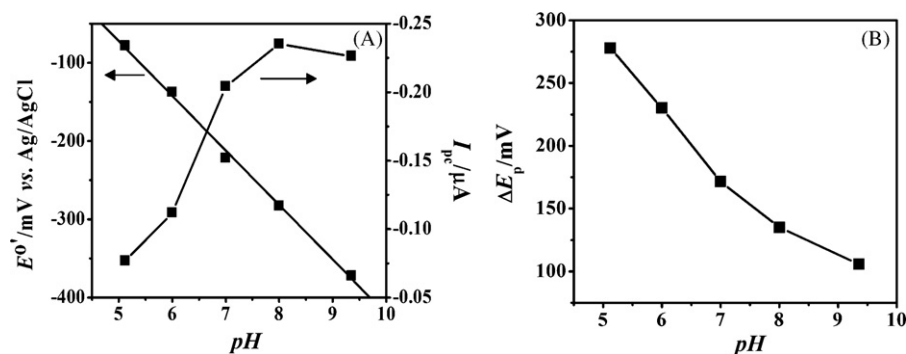 (A)
-100
-200
-300
-400
E°'/mV vs. Ag/AgCl
5 6 7 8 9 10
pH
-0.25
-0.20
-0.15
-0.10
-0.05
I pc/μA
(B)
300
250
200
150
100
ΔEp/mV
5 6 7 8 9 10
pH